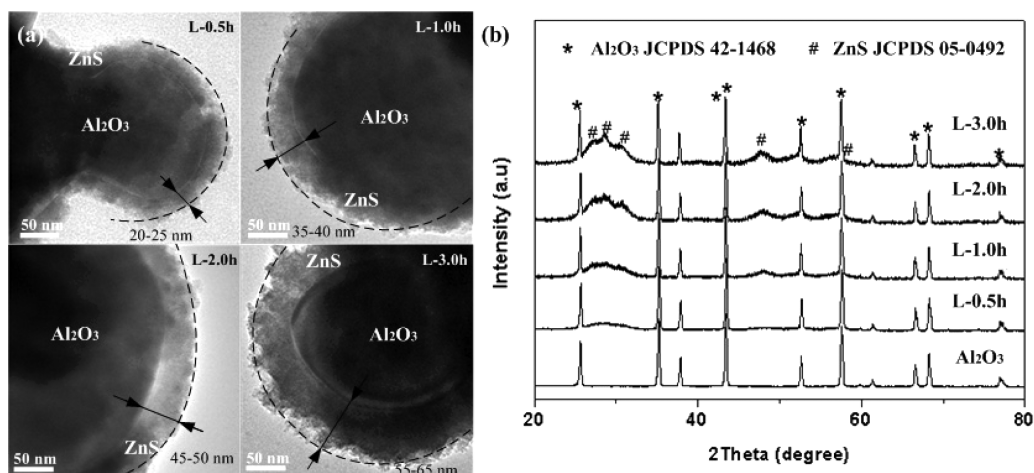 (a)
L-0.5h
ZnS
Al₂O₃
50 nm
20-25 nm
L-1.0h
Al₂O₃
ZnS
50 nm
35-40 nm
L-2.0h
Al₂O₃
ZnS
50 nm
45-50 nm
ZnS
L-3.0h
Al₂O₃
50 nm
55-65 nm
(b)
* Al₂O₃ JCPDS 42-1468 # ZnS JCPDS 05-0492
* # # # * * * * # * # * * *
L-3.0h
L-2.0h
L-1.0h
L-0.5h
Al₂O₃
Intensity (a.u)
20 40 60 80
2Theta (degree)